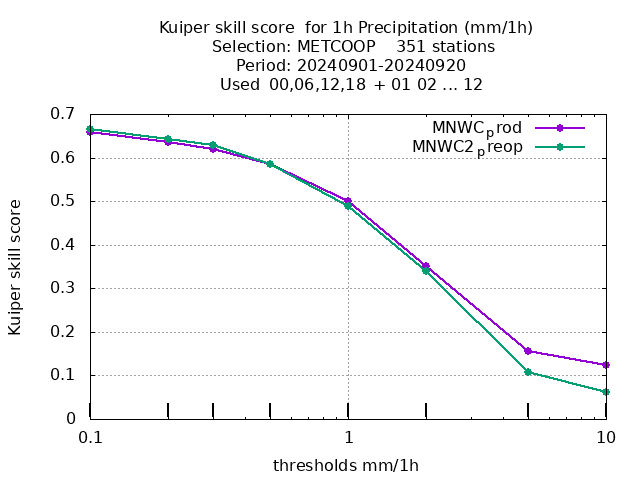 Kuiper skill score  for 1h Precipitation (mm/1h)
Selection: METCOOP    351 stations
Period: 20240901-20240920
Used  00,06,12,18  + 01 02 ... 12
MNWCprod
MNWC2preop
0.7
0.6
0.5
0.4
0.3
0.2
0.1
0
Kuiper skill score
0.1 1 10
thresholds mm/1h